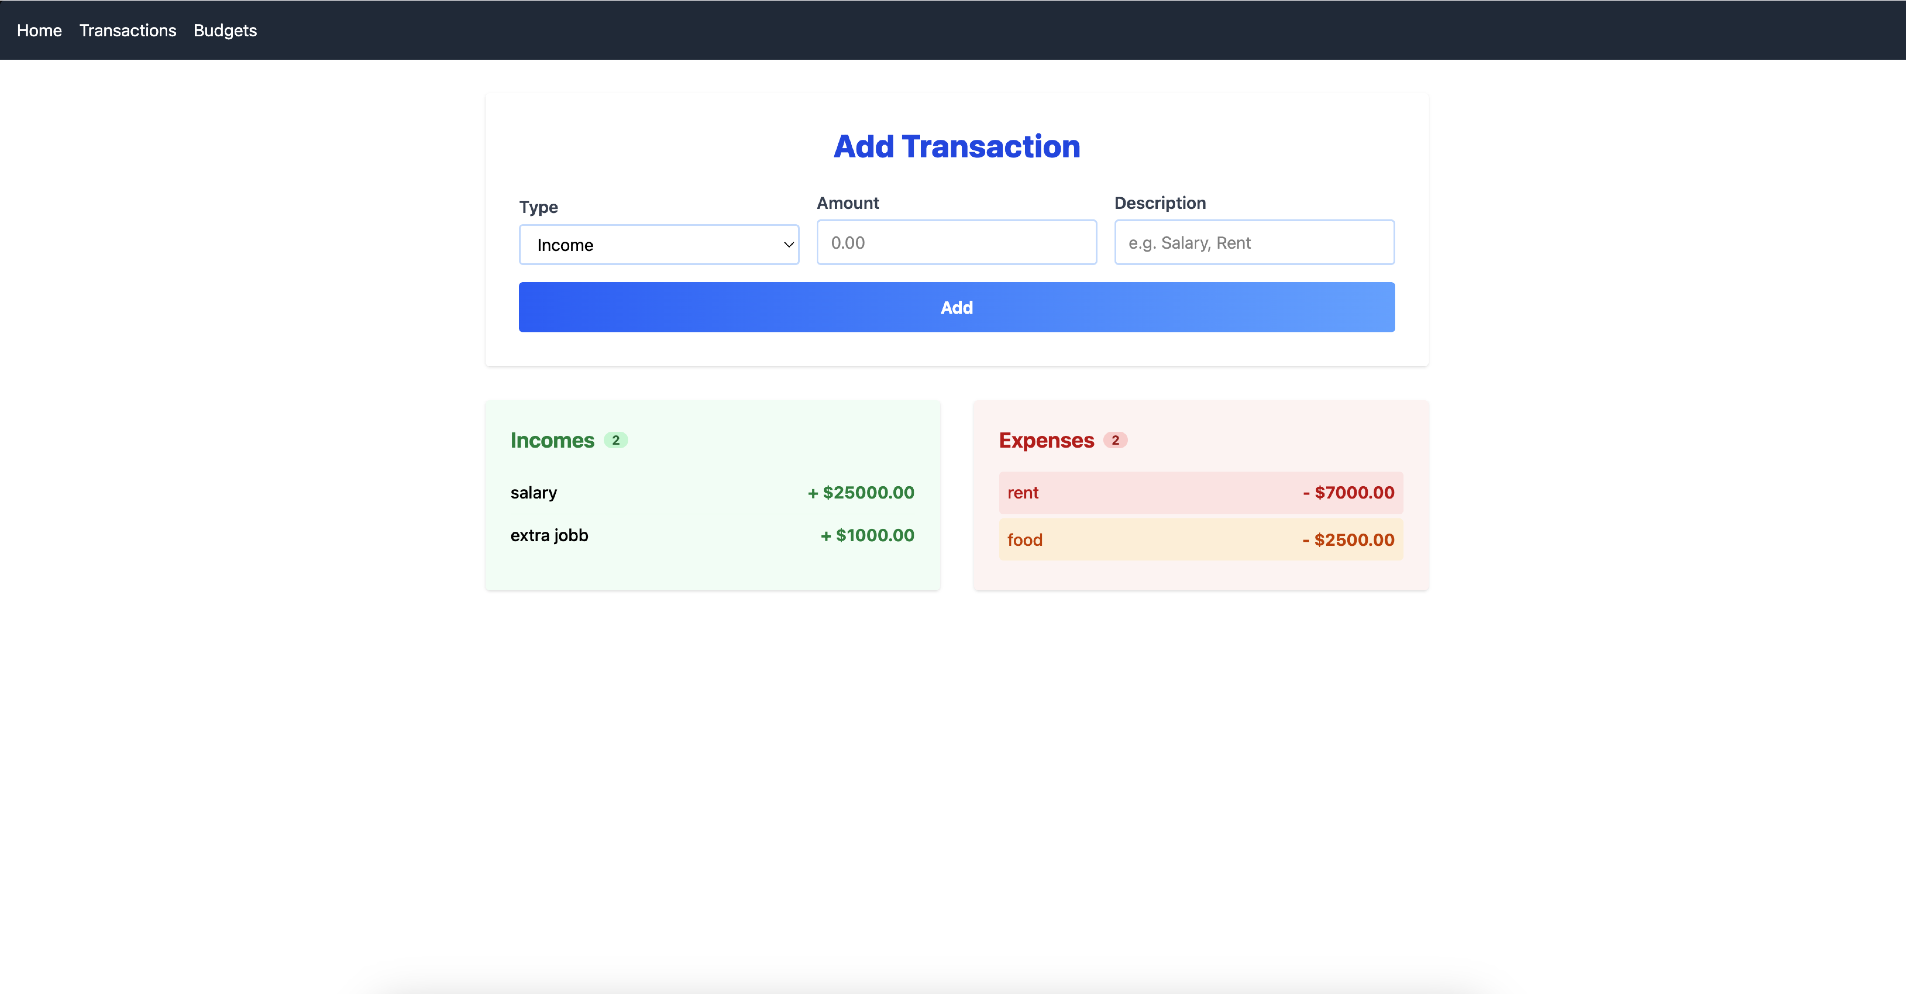 Home Transactions Budgets
Add Transaction
Type Amount Description
Income 0.00 e.g. Salary, Rent
Add
Incomes 2
salary + $25000.00
extra jobb + $1000.00
Expenses 2
rent - $7000.00
food - $2500.00